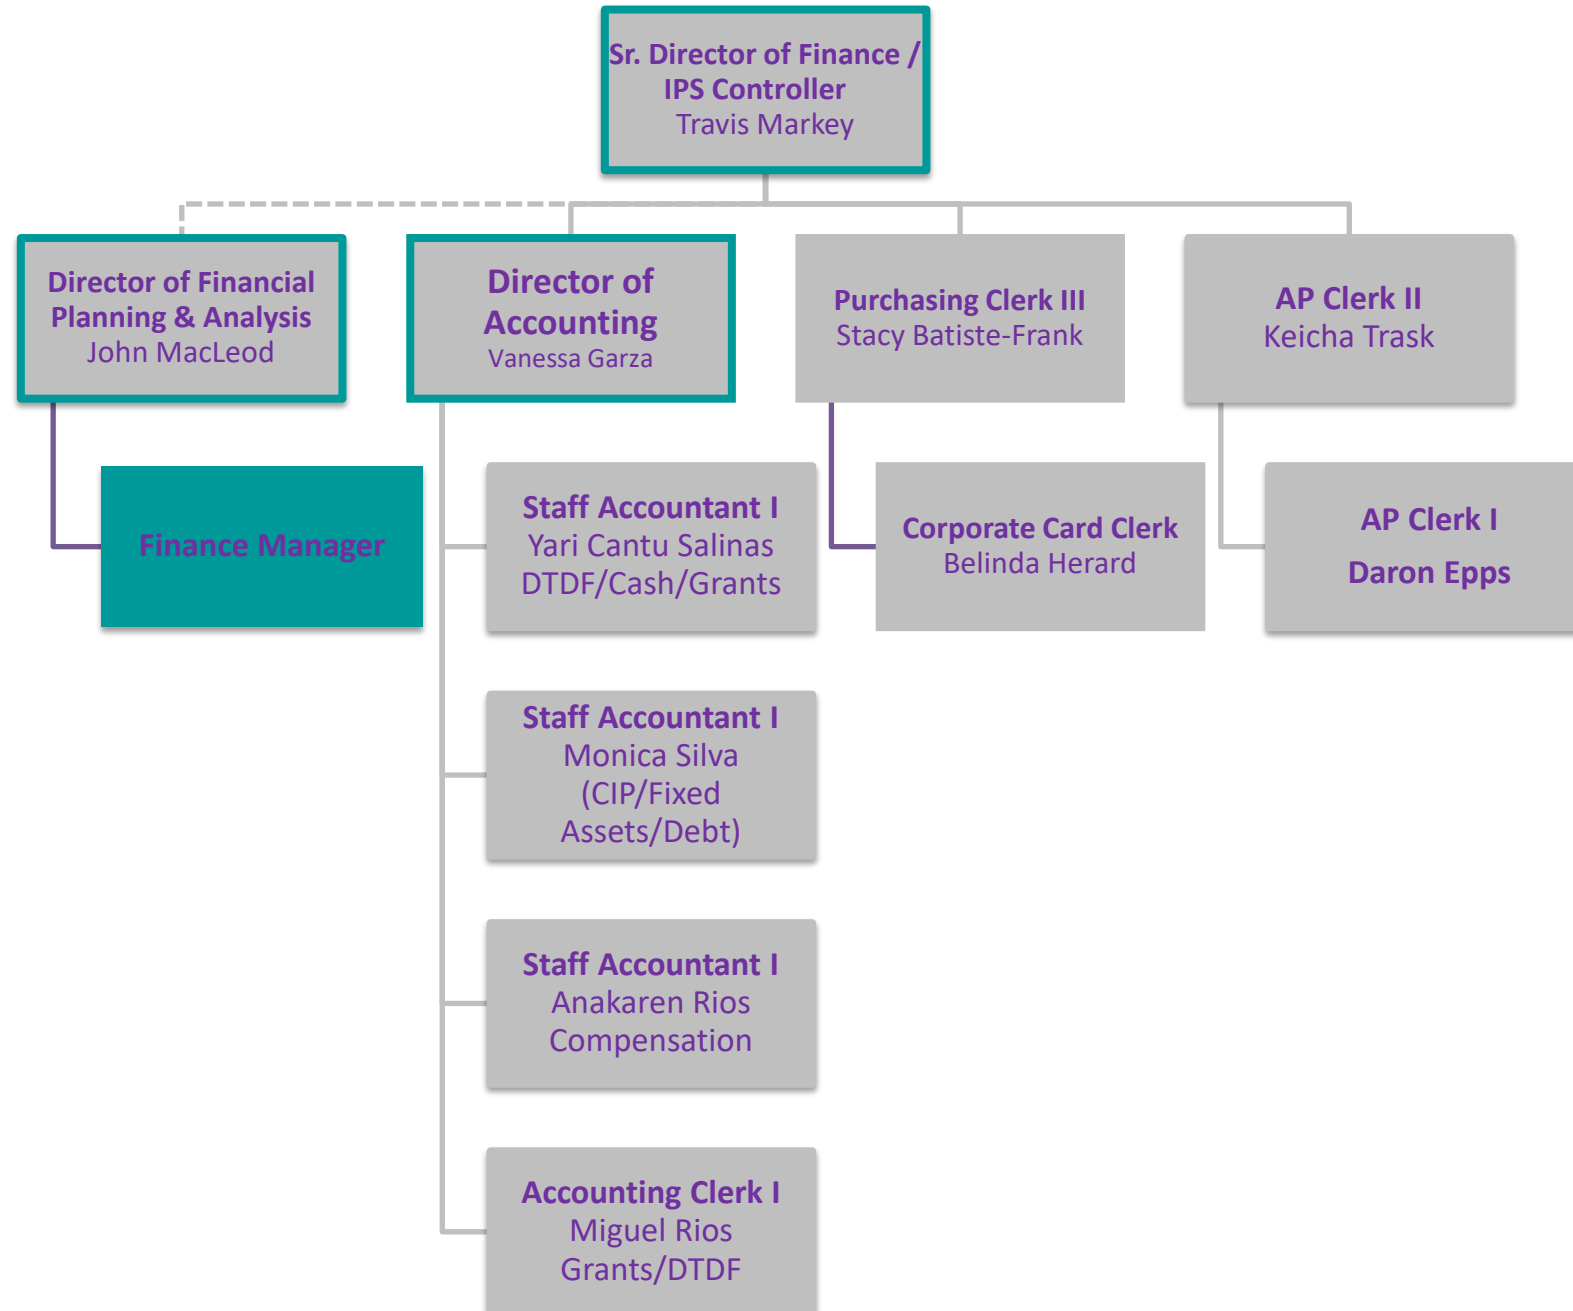 Sr. Director of Finance /
IPS Controller
Travis Markey
Director of Financial
Planning & Analysis
John MacLeod
Director of
Accounting
Vanessa Garza
Purchasing Clerk III
Stacy Batiste-Frank
AP Clerk II
Keicha Trask
Finance Manager
Staff Accountant I
Yari Cantu Salinas
DTDF/Cash/Grants
Corporate Card Clerk
Belinda Herard
AP Clerk I
Daron Epps
Staff Accountant I
Monica Silva
(CIP/Fixed
Assets/Debt)
Staff Accountant I
Anakaren Rios
Compensation
Accounting Clerk I
Miguel Rios
Grants/DTDF